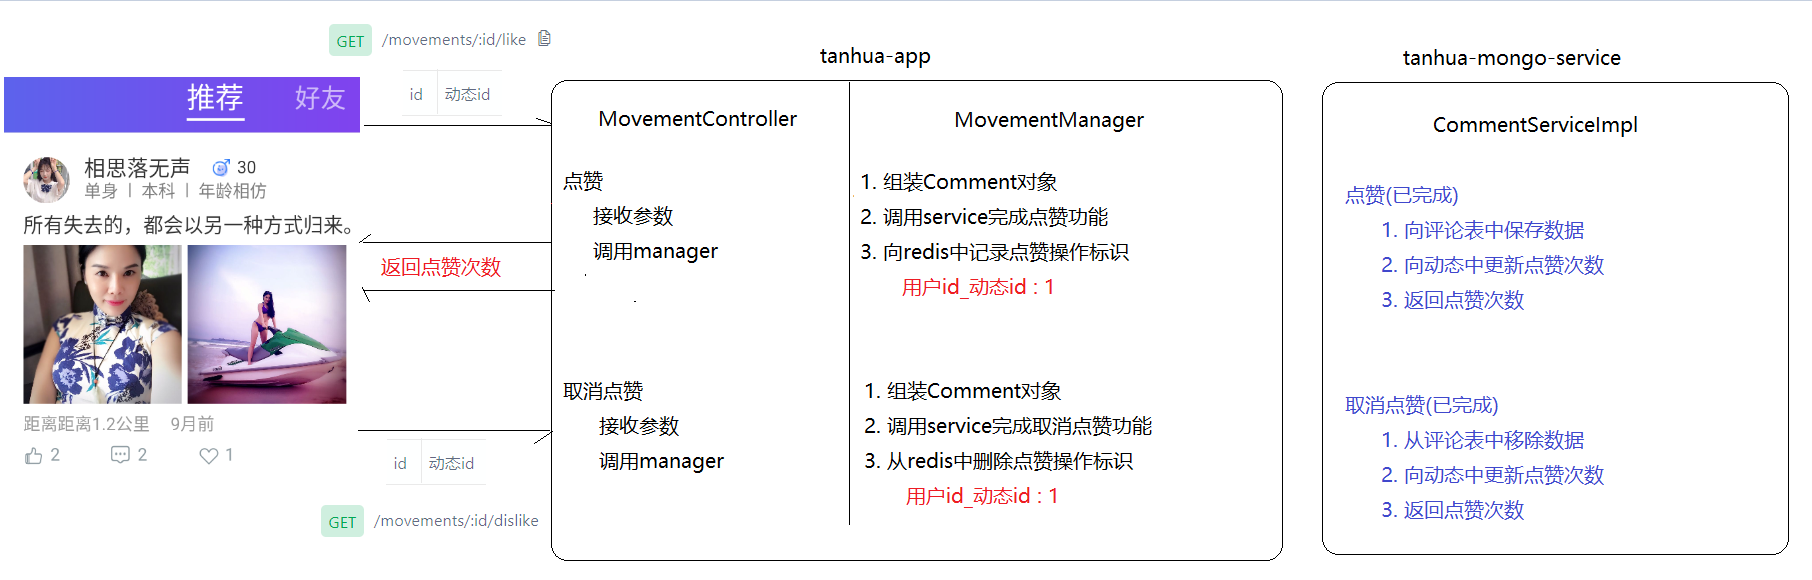 GET /movements/:id/like
id 动态id
推荐 好友
相思落无声 30
单身 | 本科 | 年龄相仿
所有失去的，都会以另一种方式归来。
返回点赞次数
距离距离1.2公里 9月前
2 2 1
id 动态id
GET /movements/:id/dislike
tanhua-app
MovementController
点赞
接收参数
调用manager
取消点赞
接收参数
调用manager
MovementManager
1. 组装Comment对象
2. 调用service完成点赞功能
3. 向redis中记录点赞操作标识
用户id_动态id : 1
1. 组装Comment对象
2. 调用service完成取消点赞功能
3. 从redis中删除点赞操作标识
用户id_动态id : 1
tanhua-mongo-service
CommentServiceImpl
点赞(已完成)
1. 向评论表中保存数据
2. 向动态中更新点赞次数
3. 返回点赞次数
取消点赞(已完成)
1. 从评论表中移除数据
2. 向动态中更新点赞次数
3. 返回点赞次数